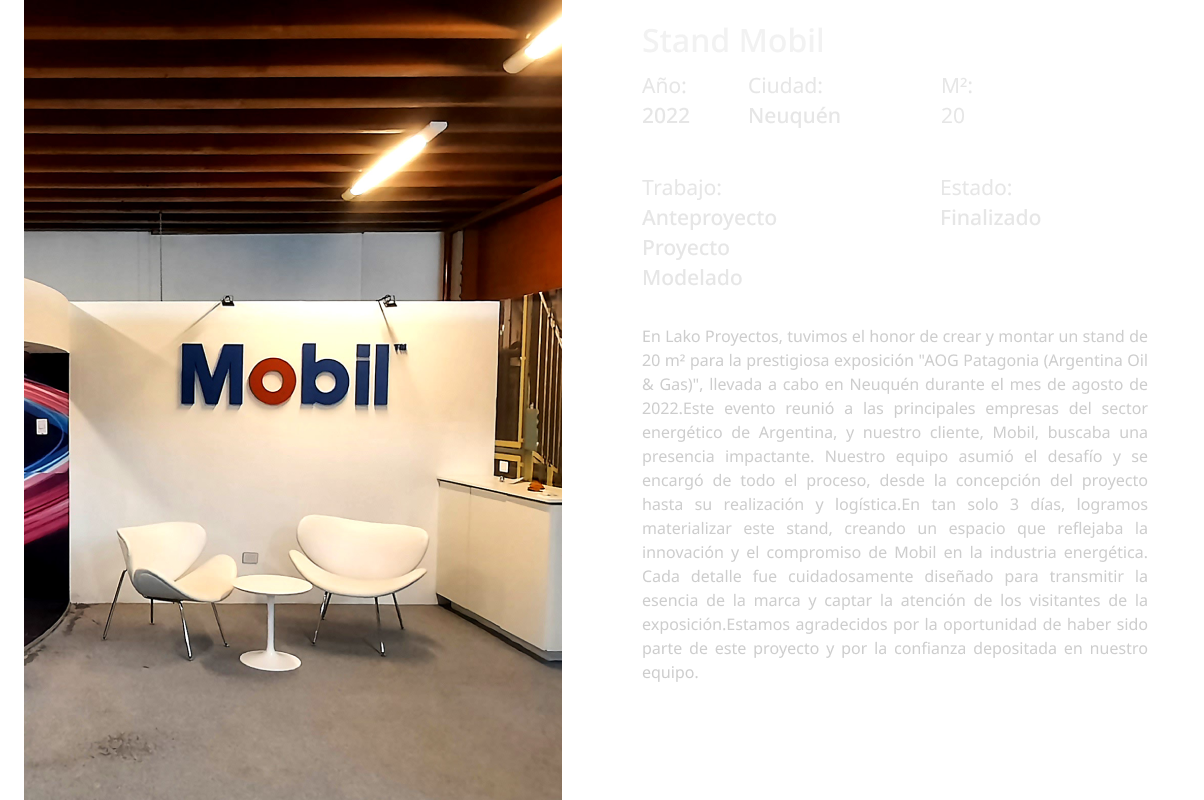 Mobil™
Stand Mobil
Año: Ciudad: M²:
2022 Neuquén 20
Trabajo: Estado:
Anteproyecto Finalizado
Proyecto
Modelado
En Lako Proyectos, tuvimos el honor de crear y montar un stand de
20 m² para la prestigiosa exposición "AOG Patagonia (Argentina Oil
& Gas)", llevada a cabo en Neuquén durante el mes de agosto de
2022.Este evento reunió a las principales empresas del sector
energético de Argentina, y nuestro cliente, Mobil, buscaba una
presencia impactante. Nuestro equipo asumió el desafío y se
encargó de todo el proceso, desde la concepción del proyecto
hasta su realización y logística.En tan solo 3 días, logramos
materializar este stand, creando un espacio que reflejaba la
innovación y el compromiso de Mobil en la industria energética.
Cada detalle fue cuidadosamente diseñado para transmitir la
esencia de la marca y captar la atención de los visitantes de la
exposición.Estamos agradecidos por la oportunidad de haber sido
parte de este proyecto y por la confianza depositada en nuestro
equipo.